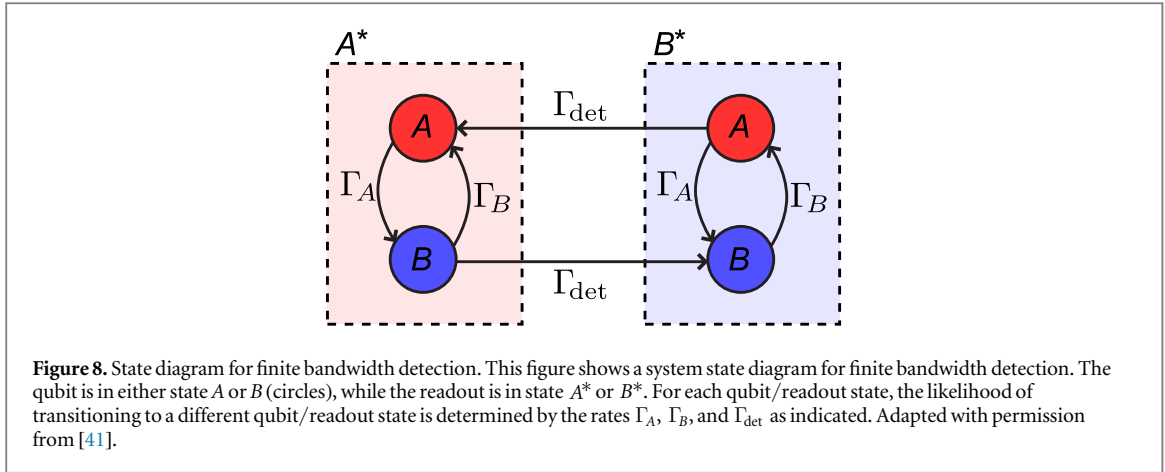 A* B*
Γdet
A A
ΓA ΓB ΓA ΓB
B B
Γdet
Figure 8. State diagram for finite bandwidth detection. This figure shows a system state diagram for finite bandwidth detection. The
qubit is in either state A or B (circles), while the readout is in state A* or B*. For each qubit/readout state, the likelihood of
transitioning to a different qubit/readout state is determined by the rates ΓA, ΓB, and Γdet as indicated. Adapted with permission
from [41].